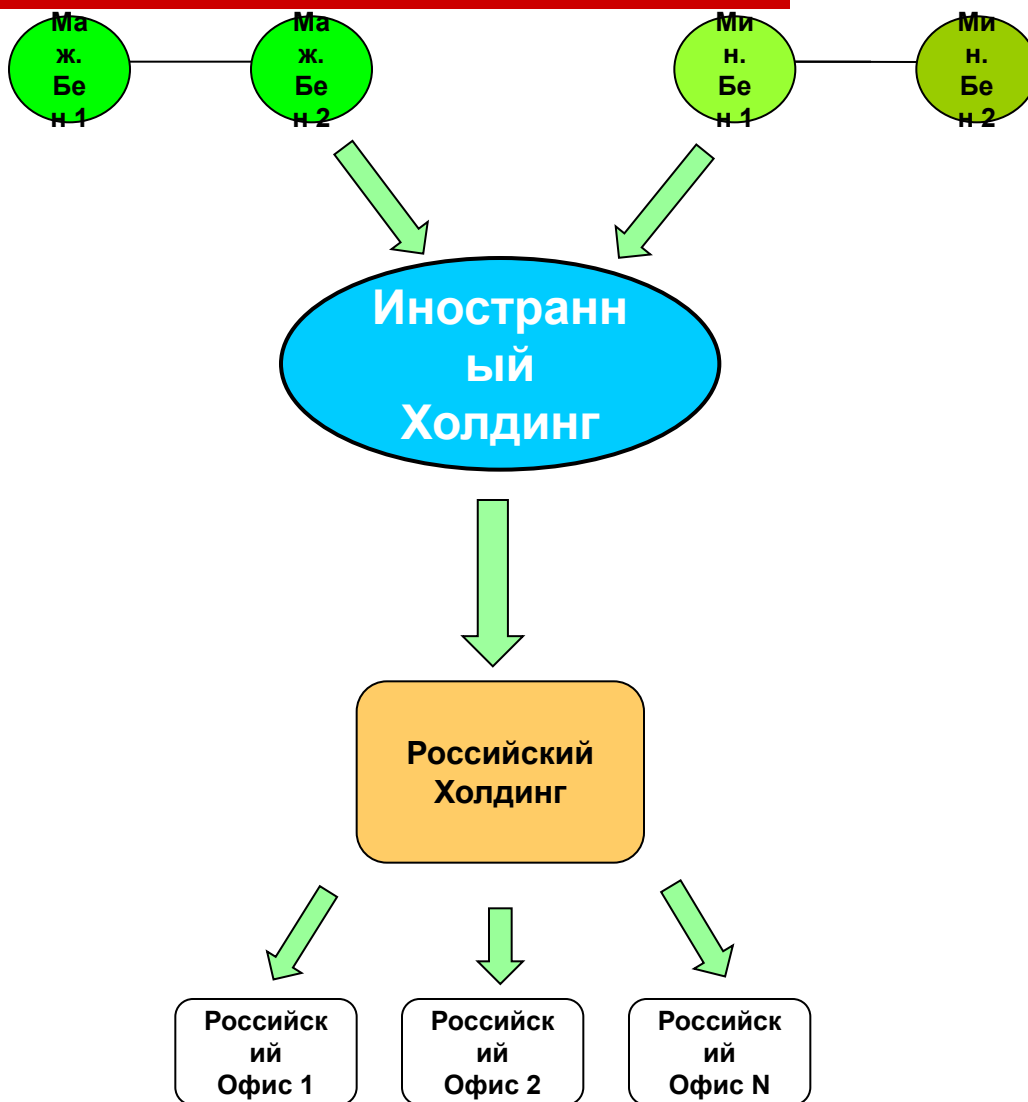 Ма
ж.
Бе
н 1
Ма
ж.
Бе
н 2
Ми
н.
Бе
н 1
Ми
н.
Бе
н 2
Иностранн
ый
Холдинг
Российский
Холдинг
Российск
ий
Офис 1
Российск
ий
Офис 2
Российск
ий
Офис N